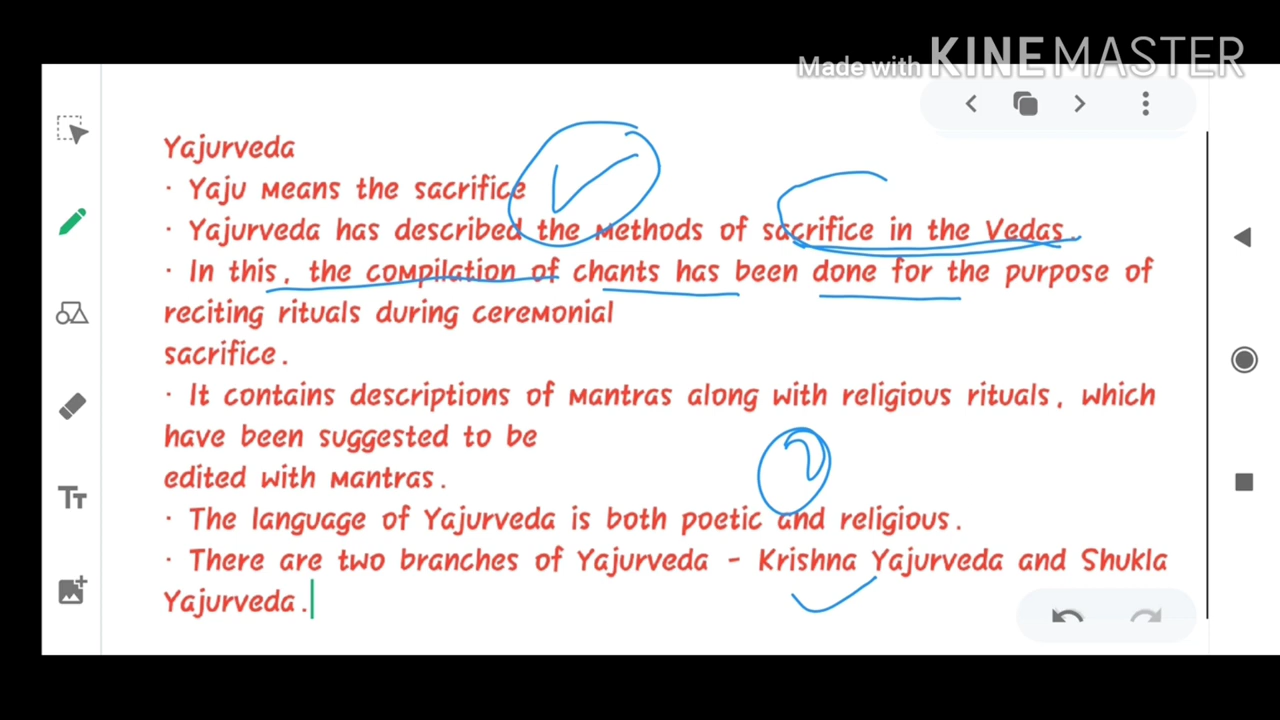 Made with KINEMASTER
Yajurveda
· Yaju means the sacrifice
· Yajurveda has described the methods of sacrifice in the Vedas.
· In this, the compilation of chants has been done for the purpose of
reciting rituals during ceremonial
sacrifice.
· It contains descriptions of mantras along with religious rituals, which
have been suggested to be
edited with mantras.
· The language of Yajurveda is both poetic and religious.
· There are two branches of Yajurveda - Krishna Yajurveda and Shukla
Yajurveda.
TT